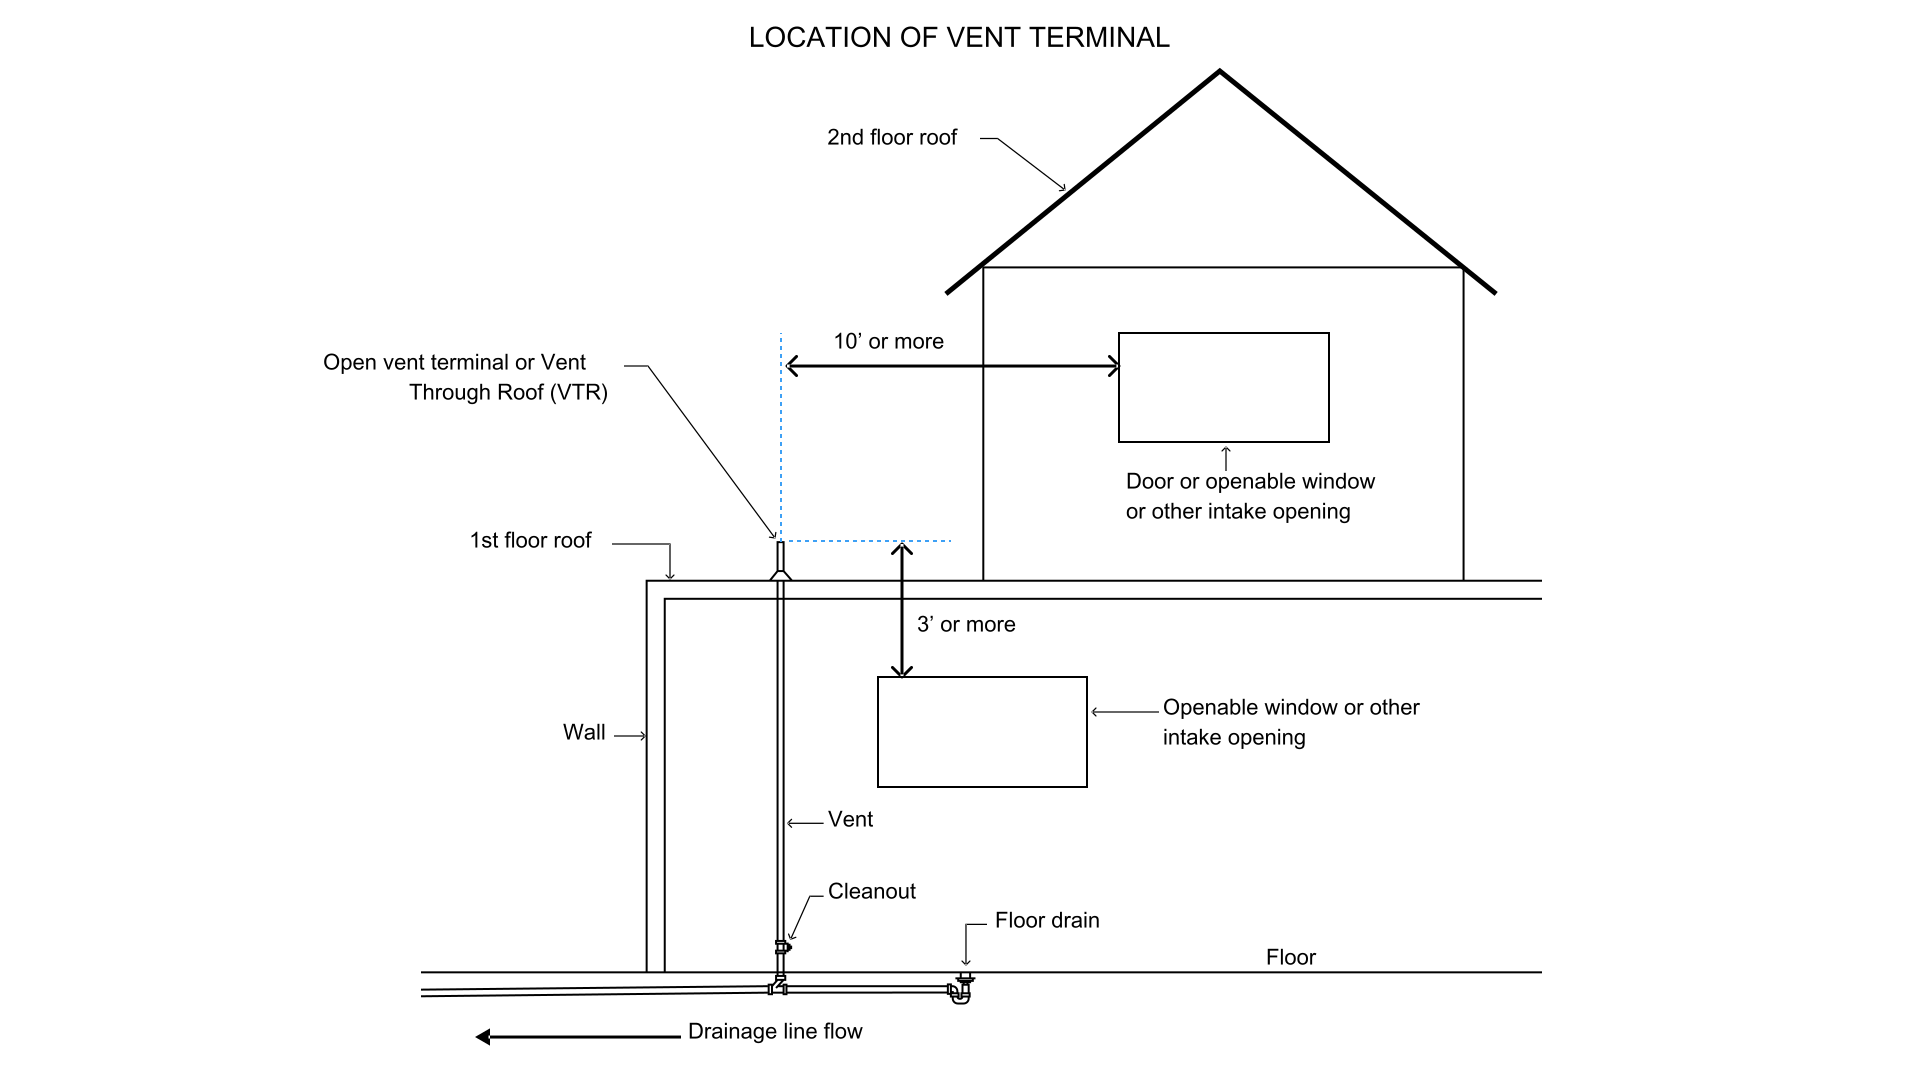 LOCATION OF VENT TERMINAL
2nd floor roof
10’ or more
Open vent terminal or Vent
Through Roof (VTR)
Door or openable window
or other intake opening
1st floor roof
3’ or more
Openable window or other
intake opening
Wall
Vent
Cleanout
Floor drain
Floor
Drainage line flow